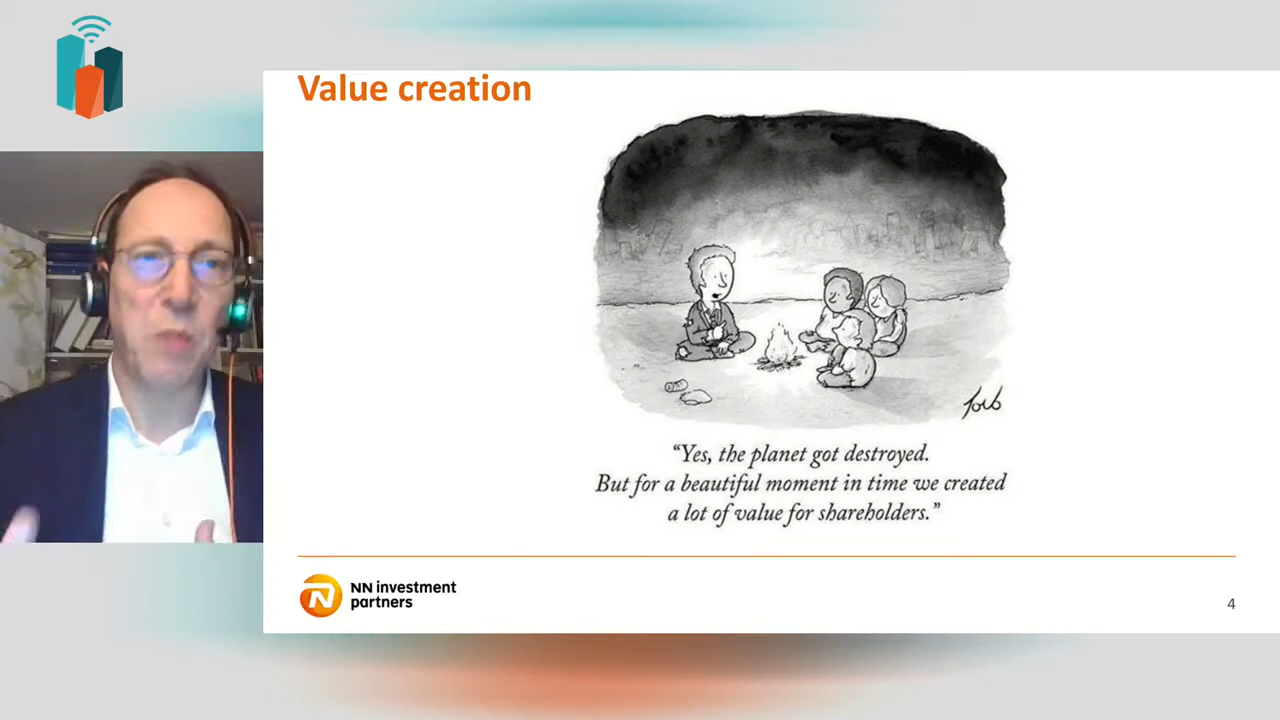 Value creation
Toro
“Yes, the planet got destroyed.
But for a beautiful moment in time we created
a lot of value for shareholders.”
NN investment
partners
4